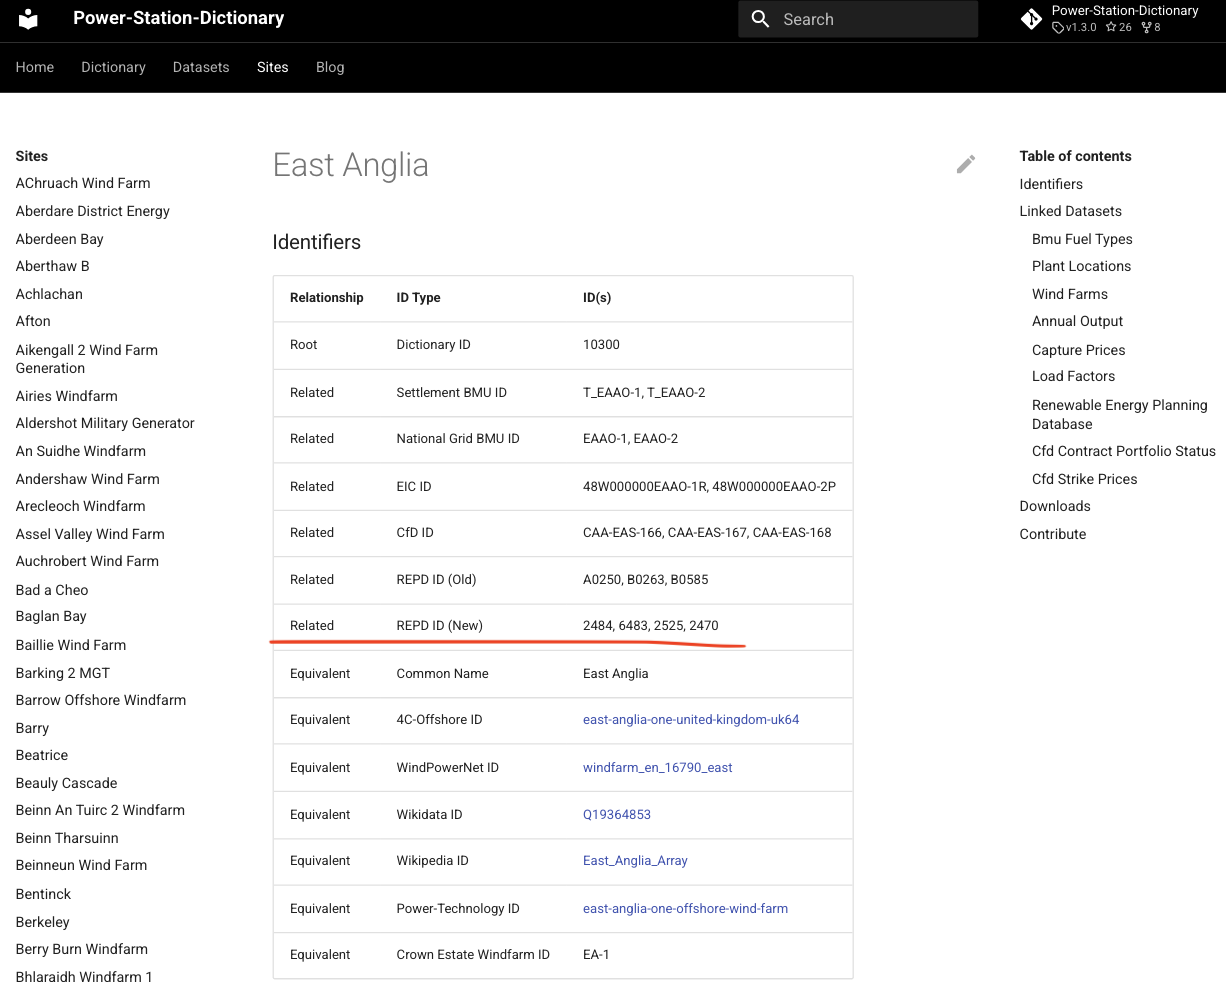 Power-Station-Dictionary
Search
Power-Station-Dictionary
v1.3.0 26 8
Home Dictionary Datasets Sites Blog
Sites
AChruach Wind Farm
Aberdare District Energy
Aberdeen Bay
Aberthaw B
Achlachan
Afton
Aikengall 2 Wind Farm
Generation
Airies Windfarm
Aldershot Military Generator
An Suidhe Windfarm
Andershaw Wind Farm
Arecleoch Windfarm
Assel Valley Wind Farm
Auchrobert Wind Farm
Bad a Cheo
Baglan Bay
Baillie Wind Farm
Barking 2 MGT
Barrow Offshore Windfarm
Barry
Beatrice
Beauly Cascade
Beinn An Tuirc 2 Windfarm
Beinn Tharsuinn
Beinneun Wind Farm
Bentinck
Berkeley
Berry Burn Windfarm
Bhlaraidh Windfarm 1
East Anglia
Identifiers
Relationship ID Type ID(s)
Root Dictionary ID 10300
Related Settlement BMU ID T_EAAO-1, T_EAAO-2
Related National Grid BMU ID EAAO-1, EAAO-2
Related EIC ID 48W000000EAAO-1R, 48W000000EAAO-2P
Related CfD ID CAA-EAS-166, CAA-EAS-167, CAA-EAS-168
Related REPD ID (Old) A0250, B0263, B0585
Related REPD ID (New) 2484, 6483, 2525, 2470
Equivalent Common Name East Anglia
Equivalent 4C-Offshore ID east-anglia-one-united-kingdom-uk64
Equivalent WindPowerNet ID windfarm_en_16790_east
Equivalent Wikidata ID Q19364853
Equivalent Wikipedia ID East_Anglia_Array
Equivalent Power-Technology ID east-anglia-one-offshore-wind-farm
Equivalent Crown Estate Windfarm ID EA-1
Table of contents
Identifiers
Linked Datasets
Bmu Fuel Types
Plant Locations
Wind Farms
Annual Output
Capture Prices
Load Factors
Renewable Energy Planning
Database
Cfd Contract Portfolio Status
Cfd Strike Prices
Downloads
Contribute